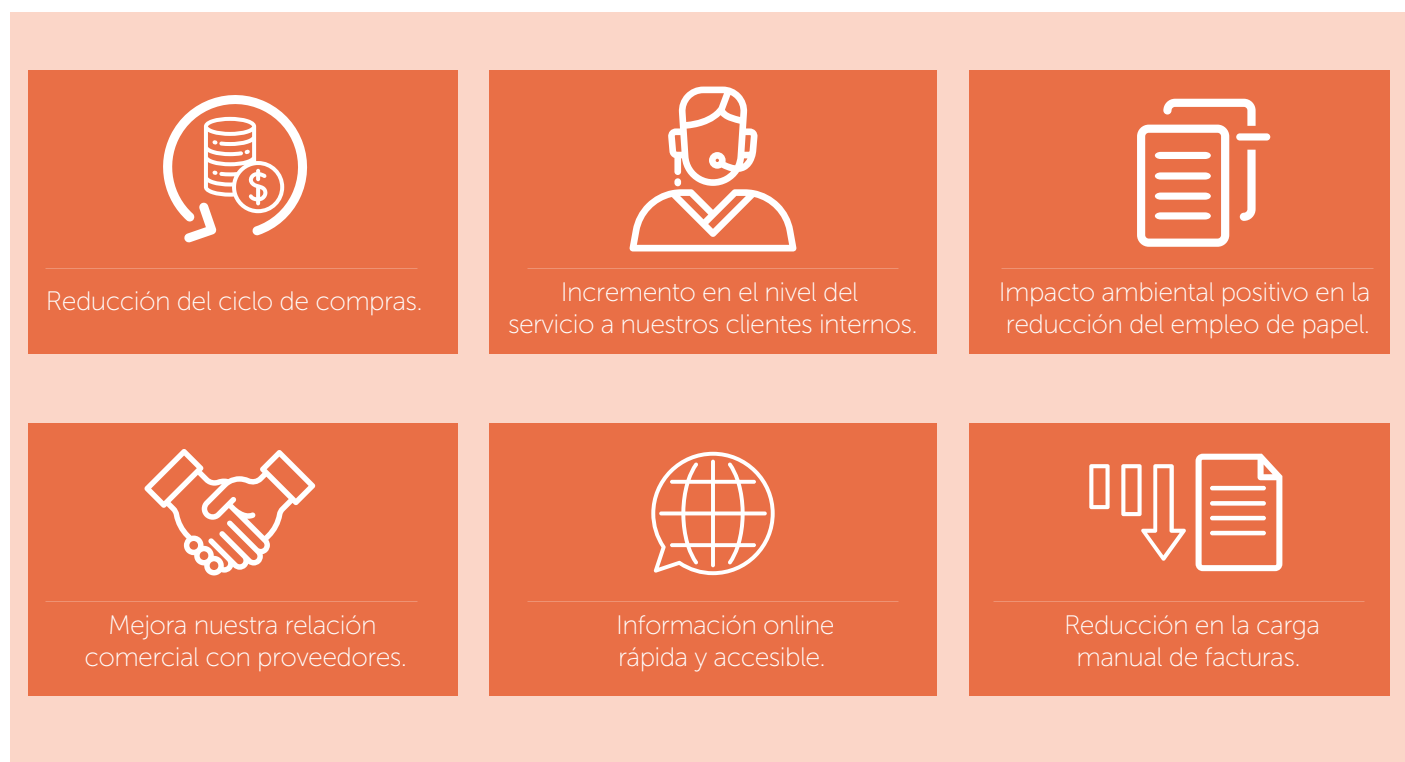 $
Reducción del ciclo de compras.
Incremento en el nivel del
servicio a nuestros clientes internos.
Impacto ambiental positivo en la
reducción del empleo de papel.
Mejora nuestra relación
comercial con proveedores.
Información online
rápida y accesible.
Reducción en la carga
manual de facturas.